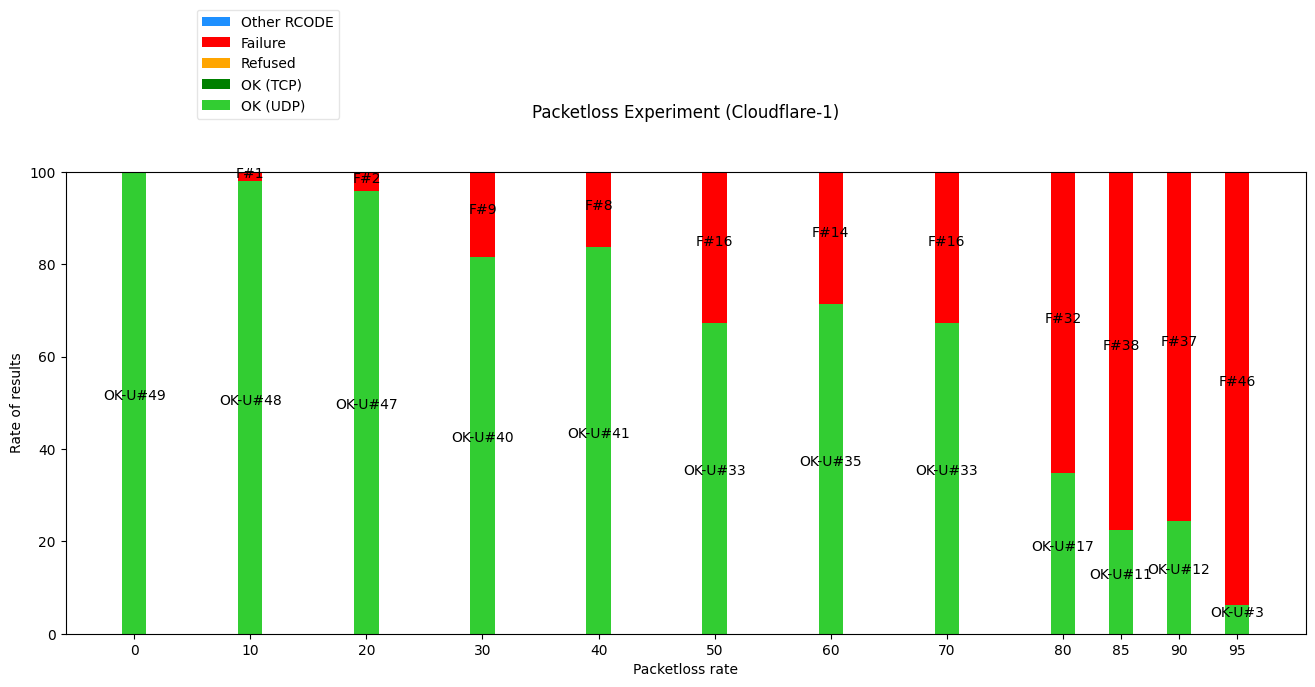 Other RCODE
Failure
Refused
OK (TCP)
OK (UDP)
Packetloss Experiment (Cloudflare-1)
Rate of results
100
80
60
40
20
0
F#1
F#2
F#9
F#8
F#16
F#14
F#16
F#32
F#38
F#37
F#46
OK-U#49
OK-U#48
OK-U#47
OK-U#40
OK-U#41
OK-U#33
OK-U#35
OK-U#33
OK-U#17
OK-U#11
OK-U#12
OK-U#3
0 10 20 30 40 50 60 70 80 85 90 95
Packetloss rate